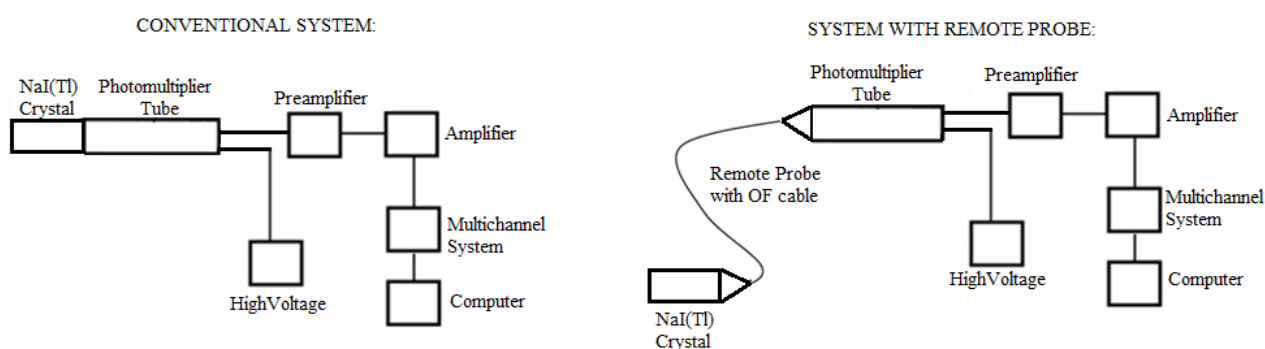 CONVENTIONAL SYSTEM:
NaI(Tl)
Crystal
Photomultiplier
Tube
Preamplifier
Amplifier
Multichannel
System
HighVoltage
Computer
SYSTEM WITH REMOTE PROBE:
Photomultiplier
Tube
Preamplifier
Amplifier
Remote Probe
with OF cable
Multichannel
System
HighVoltage
Computer
NaI(Tl)
Crystal